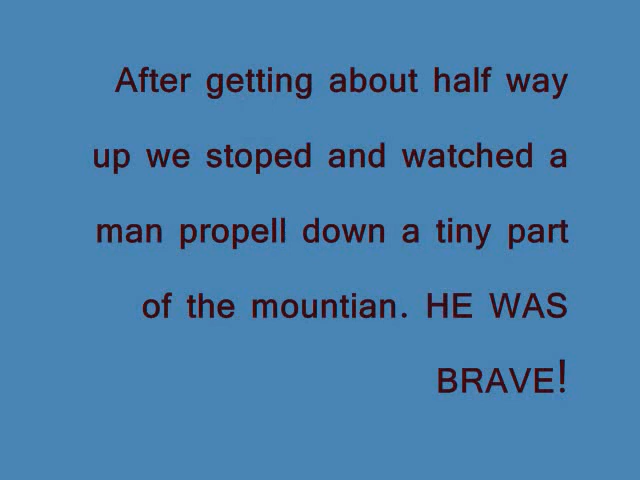 After getting about half way
up we stoped and watched a
man propell down a tiny part
of the mountian. HE WAS
BRAVE!